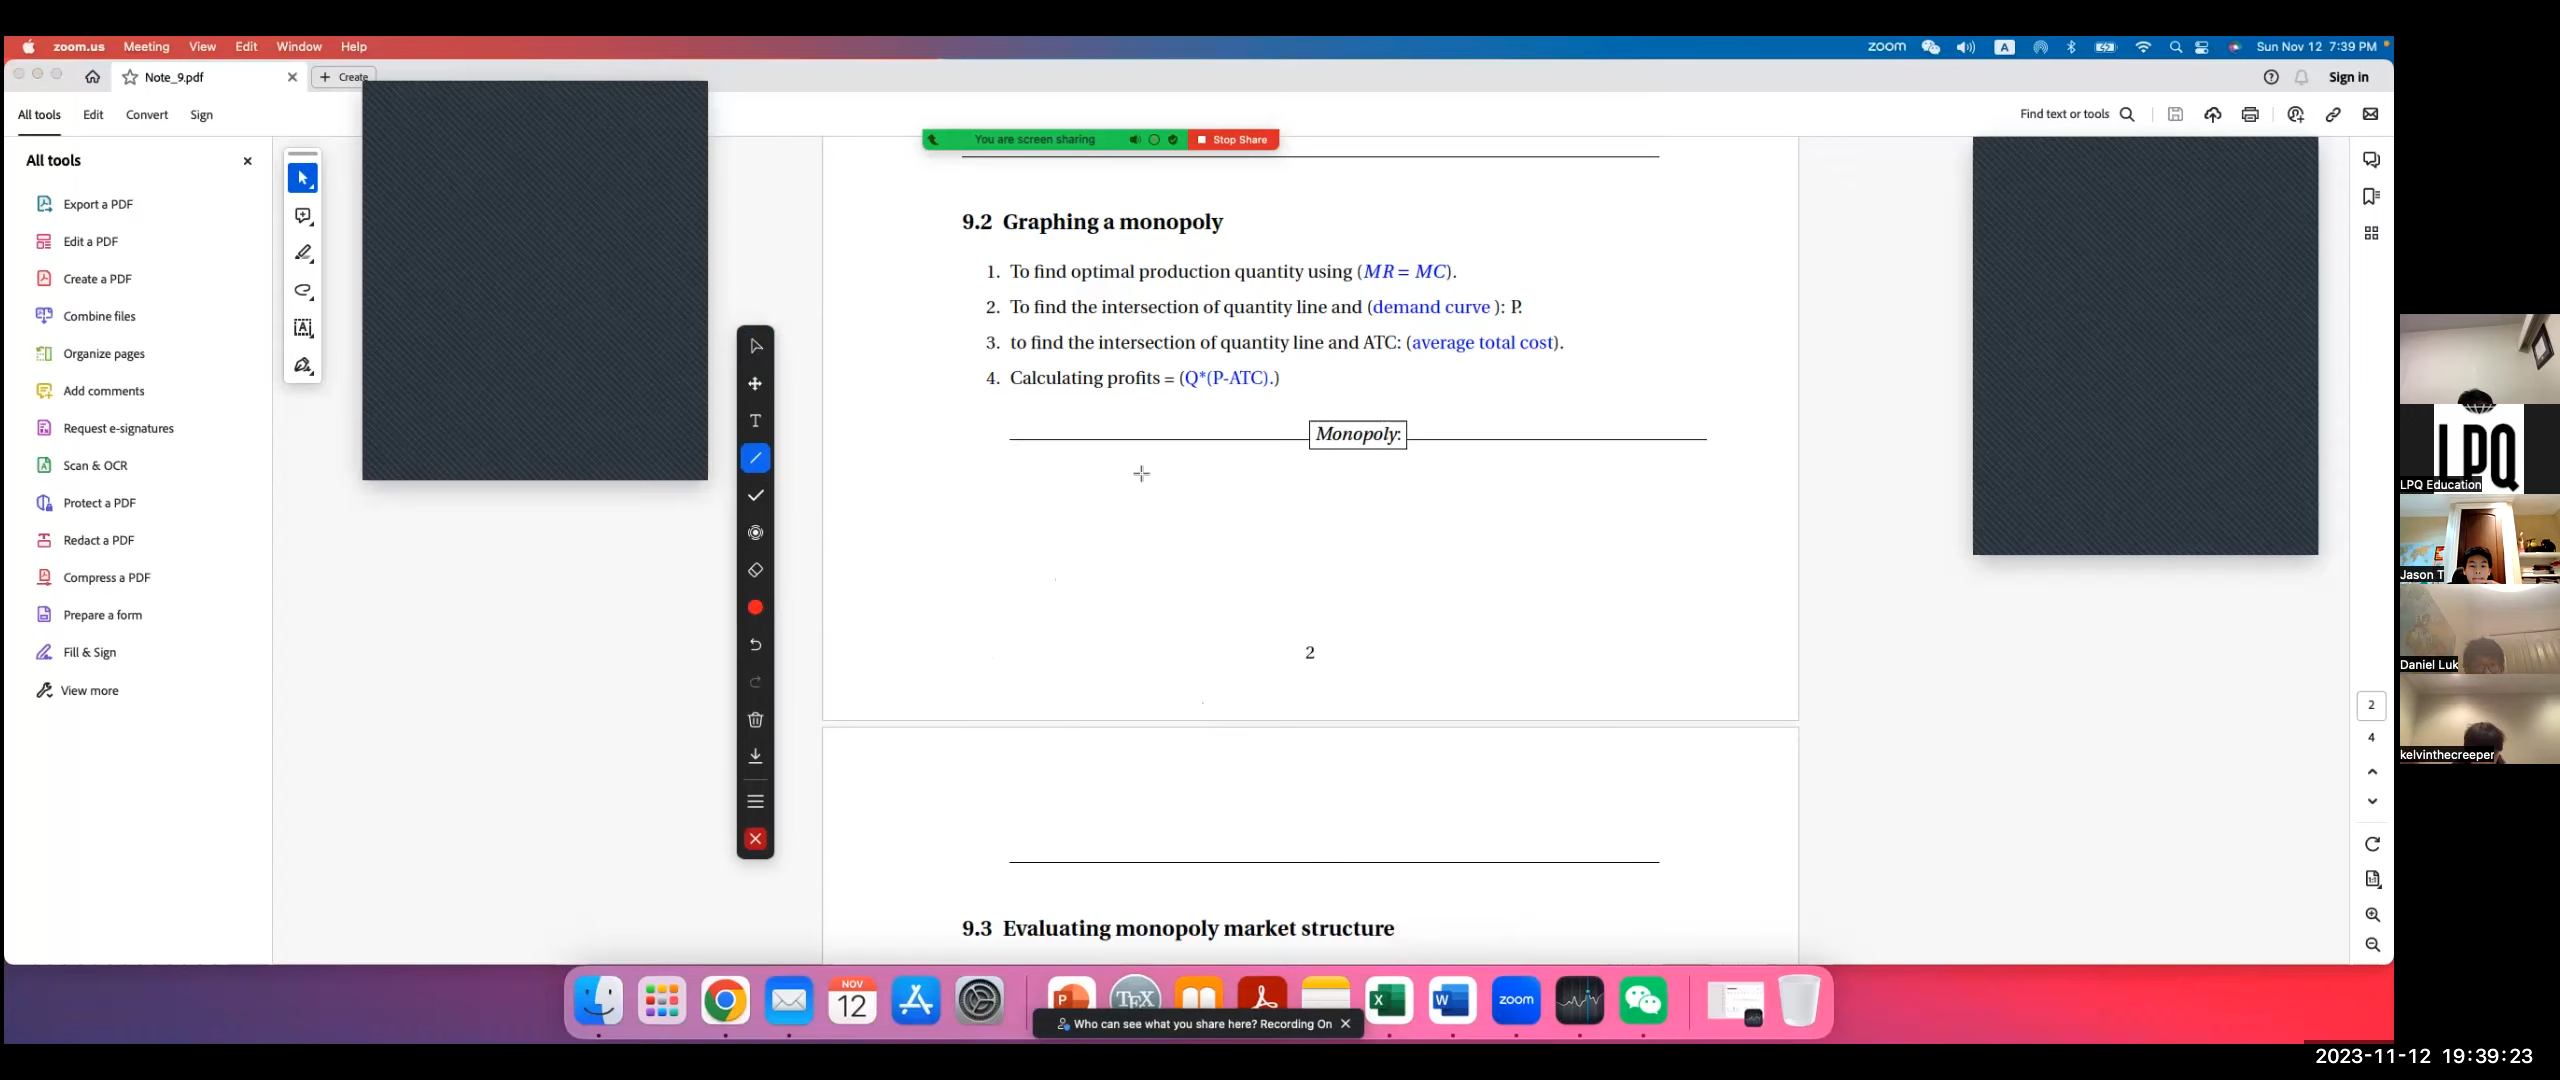 zoom.us Meeting View Edit Window Help
zoom A Sun Nov 12 7:39 PM
Note_9.pdf
Create
Sign in
All tools Edit Convert Sign
Find text or tools
You are screen sharing
Stop Share
All tools
Export a PDF
Edit a PDF
Create a PDF
Combine files
Organize pages
Add comments
Request e-signatures
Scan & OCR
Protect a PDF
Redact a PDF
Compress a PDF
Prepare a form
Fill & Sign
View more
T
9.2 Graphing a monopoly
1. To find optimal production quantity using (MR = MC).
2. To find the intersection of quantity line and (demand curve ): P.
3. to find the intersection of quantity line and ATC: (average total cost).
4. Calculating profits = (Q*(P-ATC).)
Monopoly:
2
9.3 Evaluating monopoly market structure
2
4
LPQ
LPQ Education
Jason T
Daniel Luk
kelvinthecreeper
NOV
12
P
TEX
X
W
zoom
Who can see what you share here? Recording On
2023-11-12 19:39:23